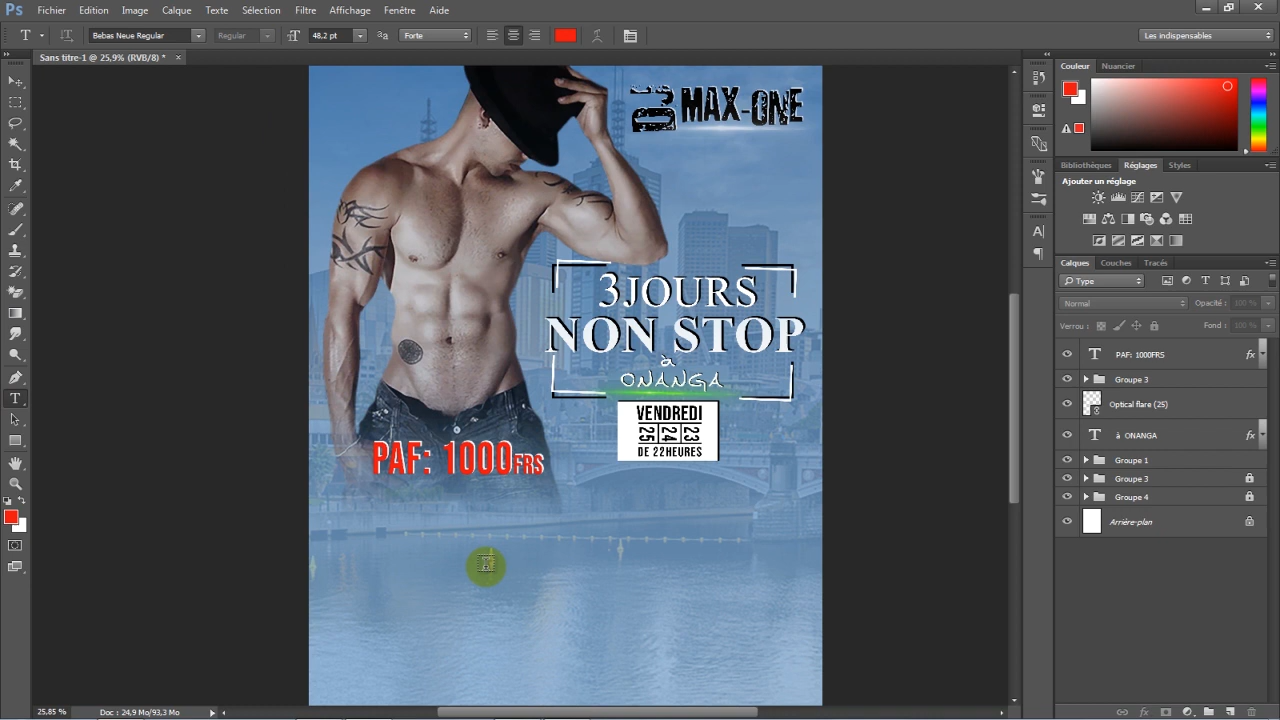 Ps Fichier Edition Image Calque Texte Sélection Filtre Affichage Fenêtre Aide
T Bebas Neue Regular Regular 48,2 pt Forte Les indispensables
Sans titre-1 @ 25,9% (RVB/8) *
Couleur Nuancier
DJ MAX-ONE
Bibliothèques Réglages Styles
Ajouter un réglage
Calques Couches Tracés
Type
Normal Opacité : 100 %
Verrou : Fond : 100 %
3JOURS
NON STOP
à
ONANGA
VENDREDI
25 24 23
DE 22HEURES
PAF: 1000FRS
PAF: 1000FRS fx
Groupe 3
Optical flare (25)
à ONANGA fx
Groupe 1
Groupe 3
Groupe 4
Arrière-plan
25,85 % Doc : 24,9 Mo/93,3 Mo